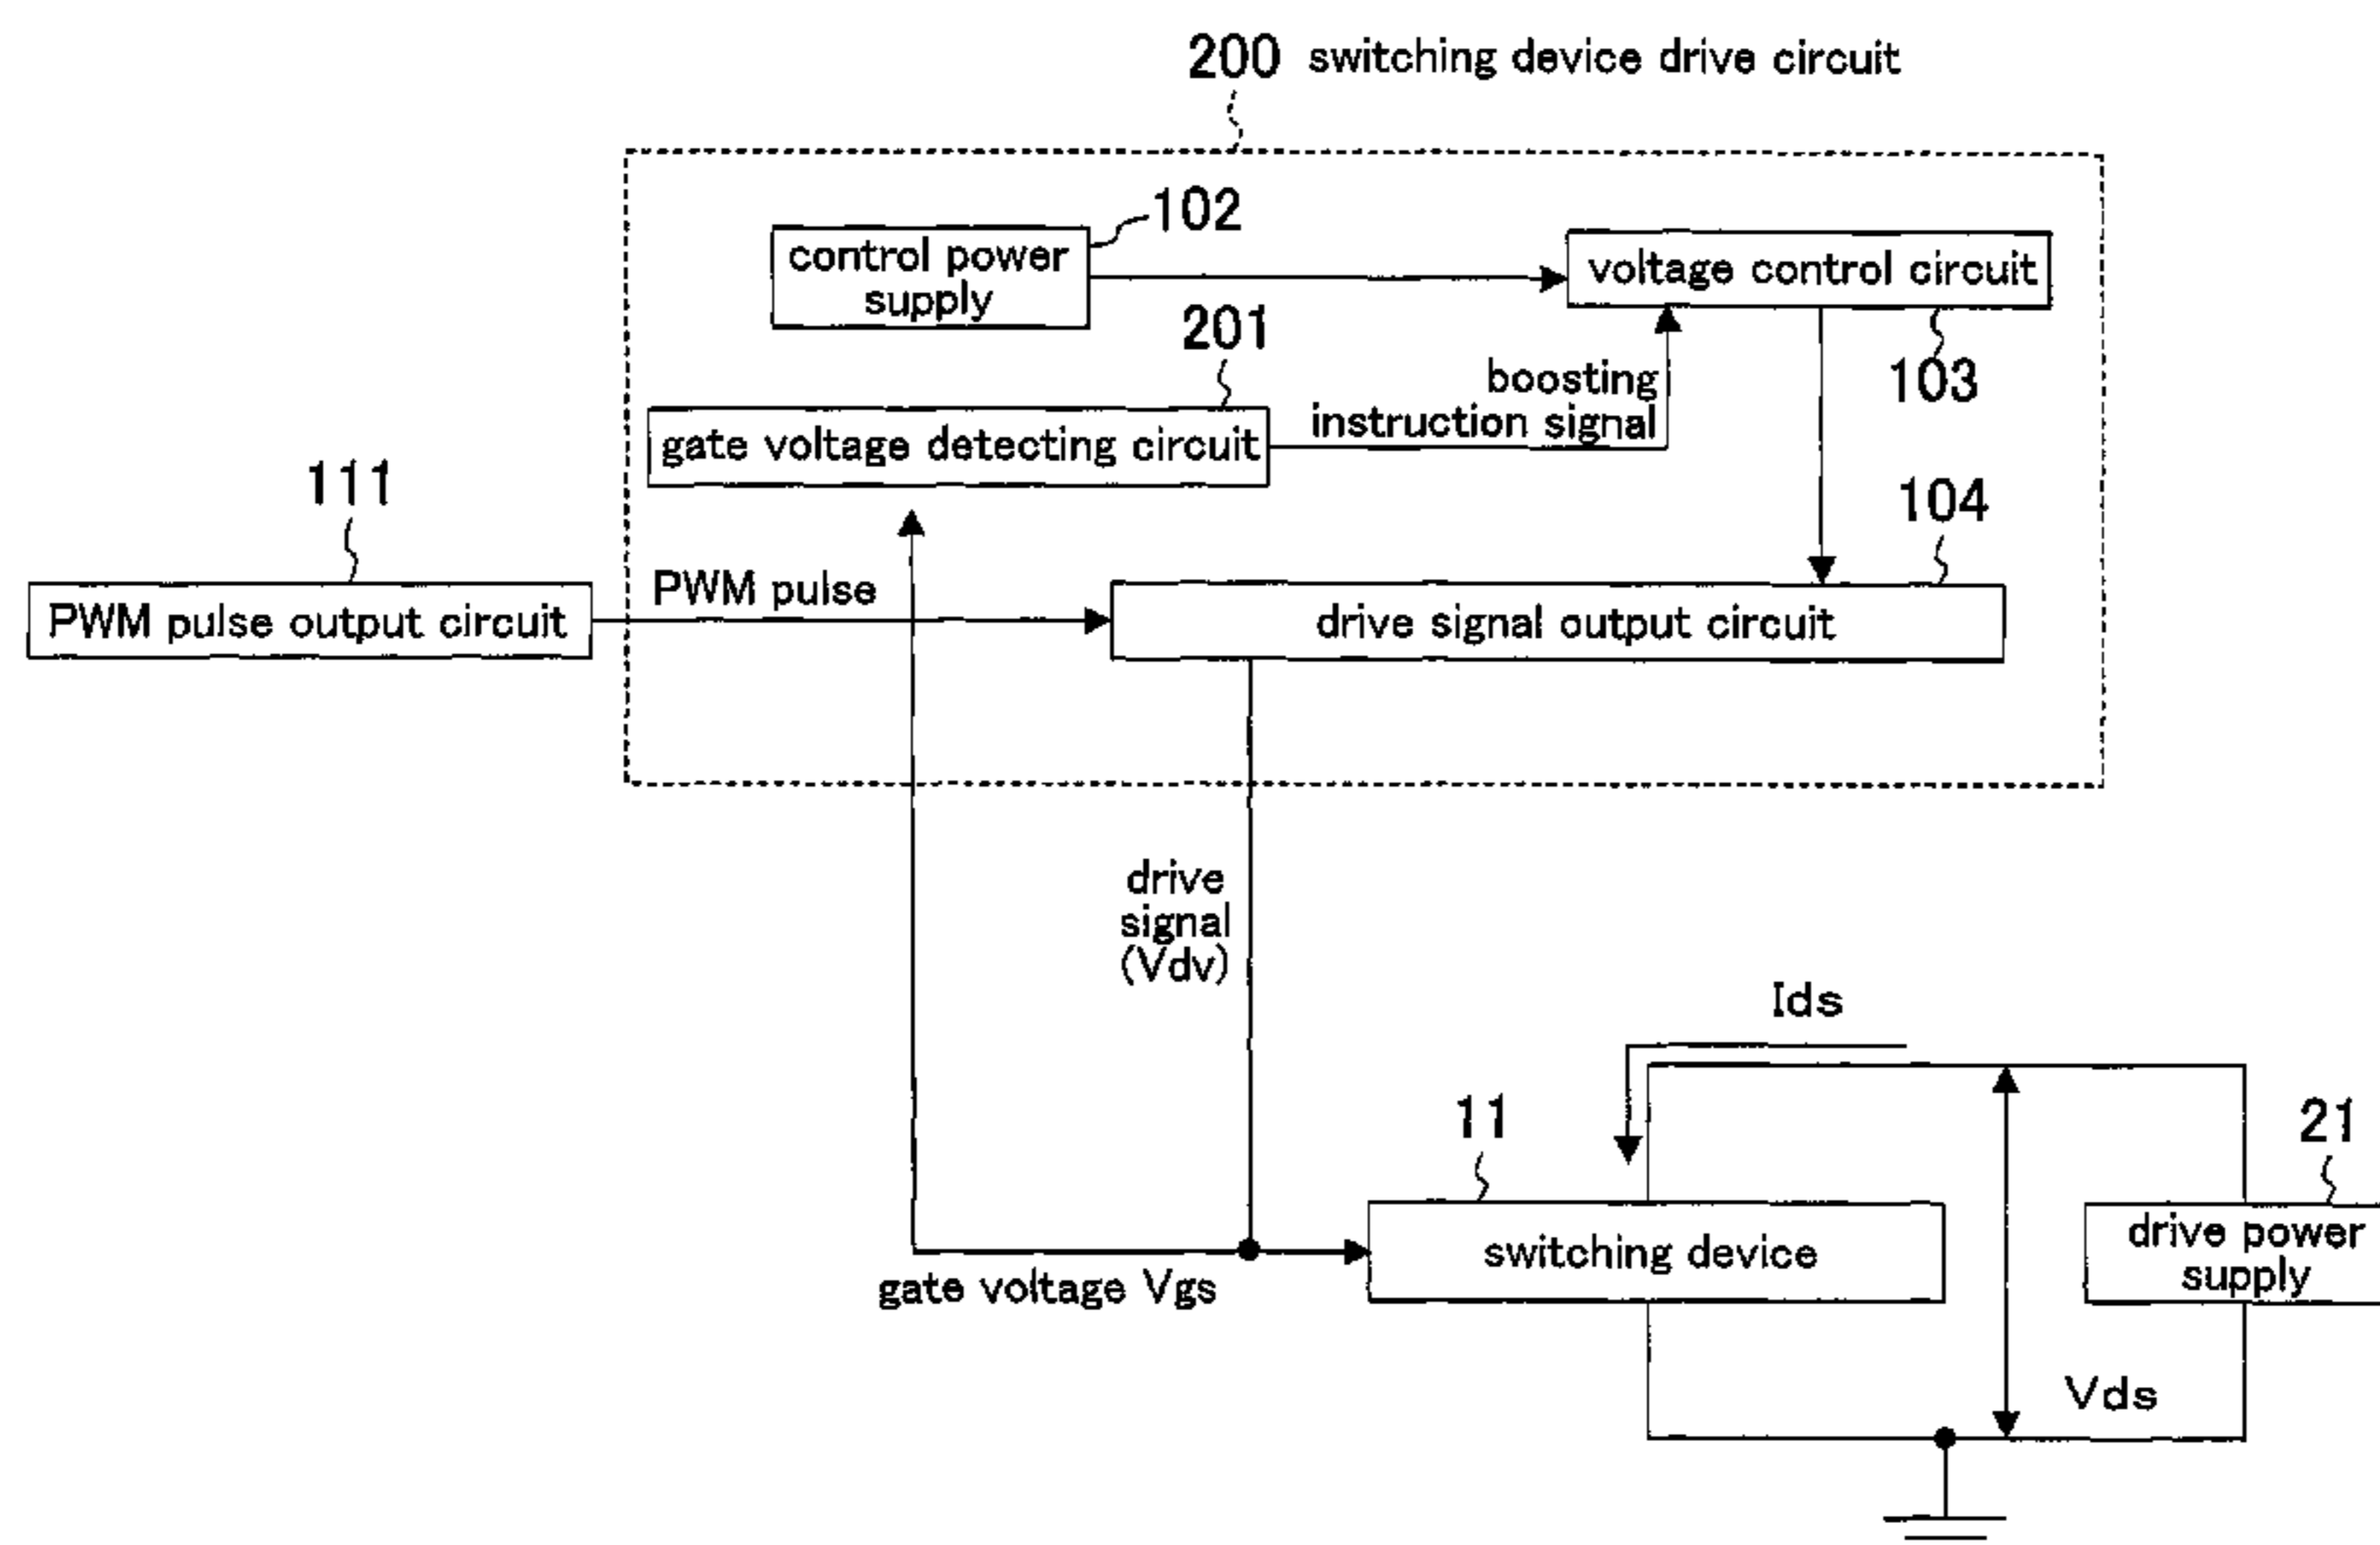 200 switching device drive circuit
102
control power
supply
voltage control circuit
201
103
boosting
instruction signal
gate voltage detecting circuit
111
104
PWM pulse
PWM pulse output circuit
drive signal output circuit
drive
signal
(Vdv)
Ids
11
21
switching device
drive power
supply
gate voltage Vgs
Vds